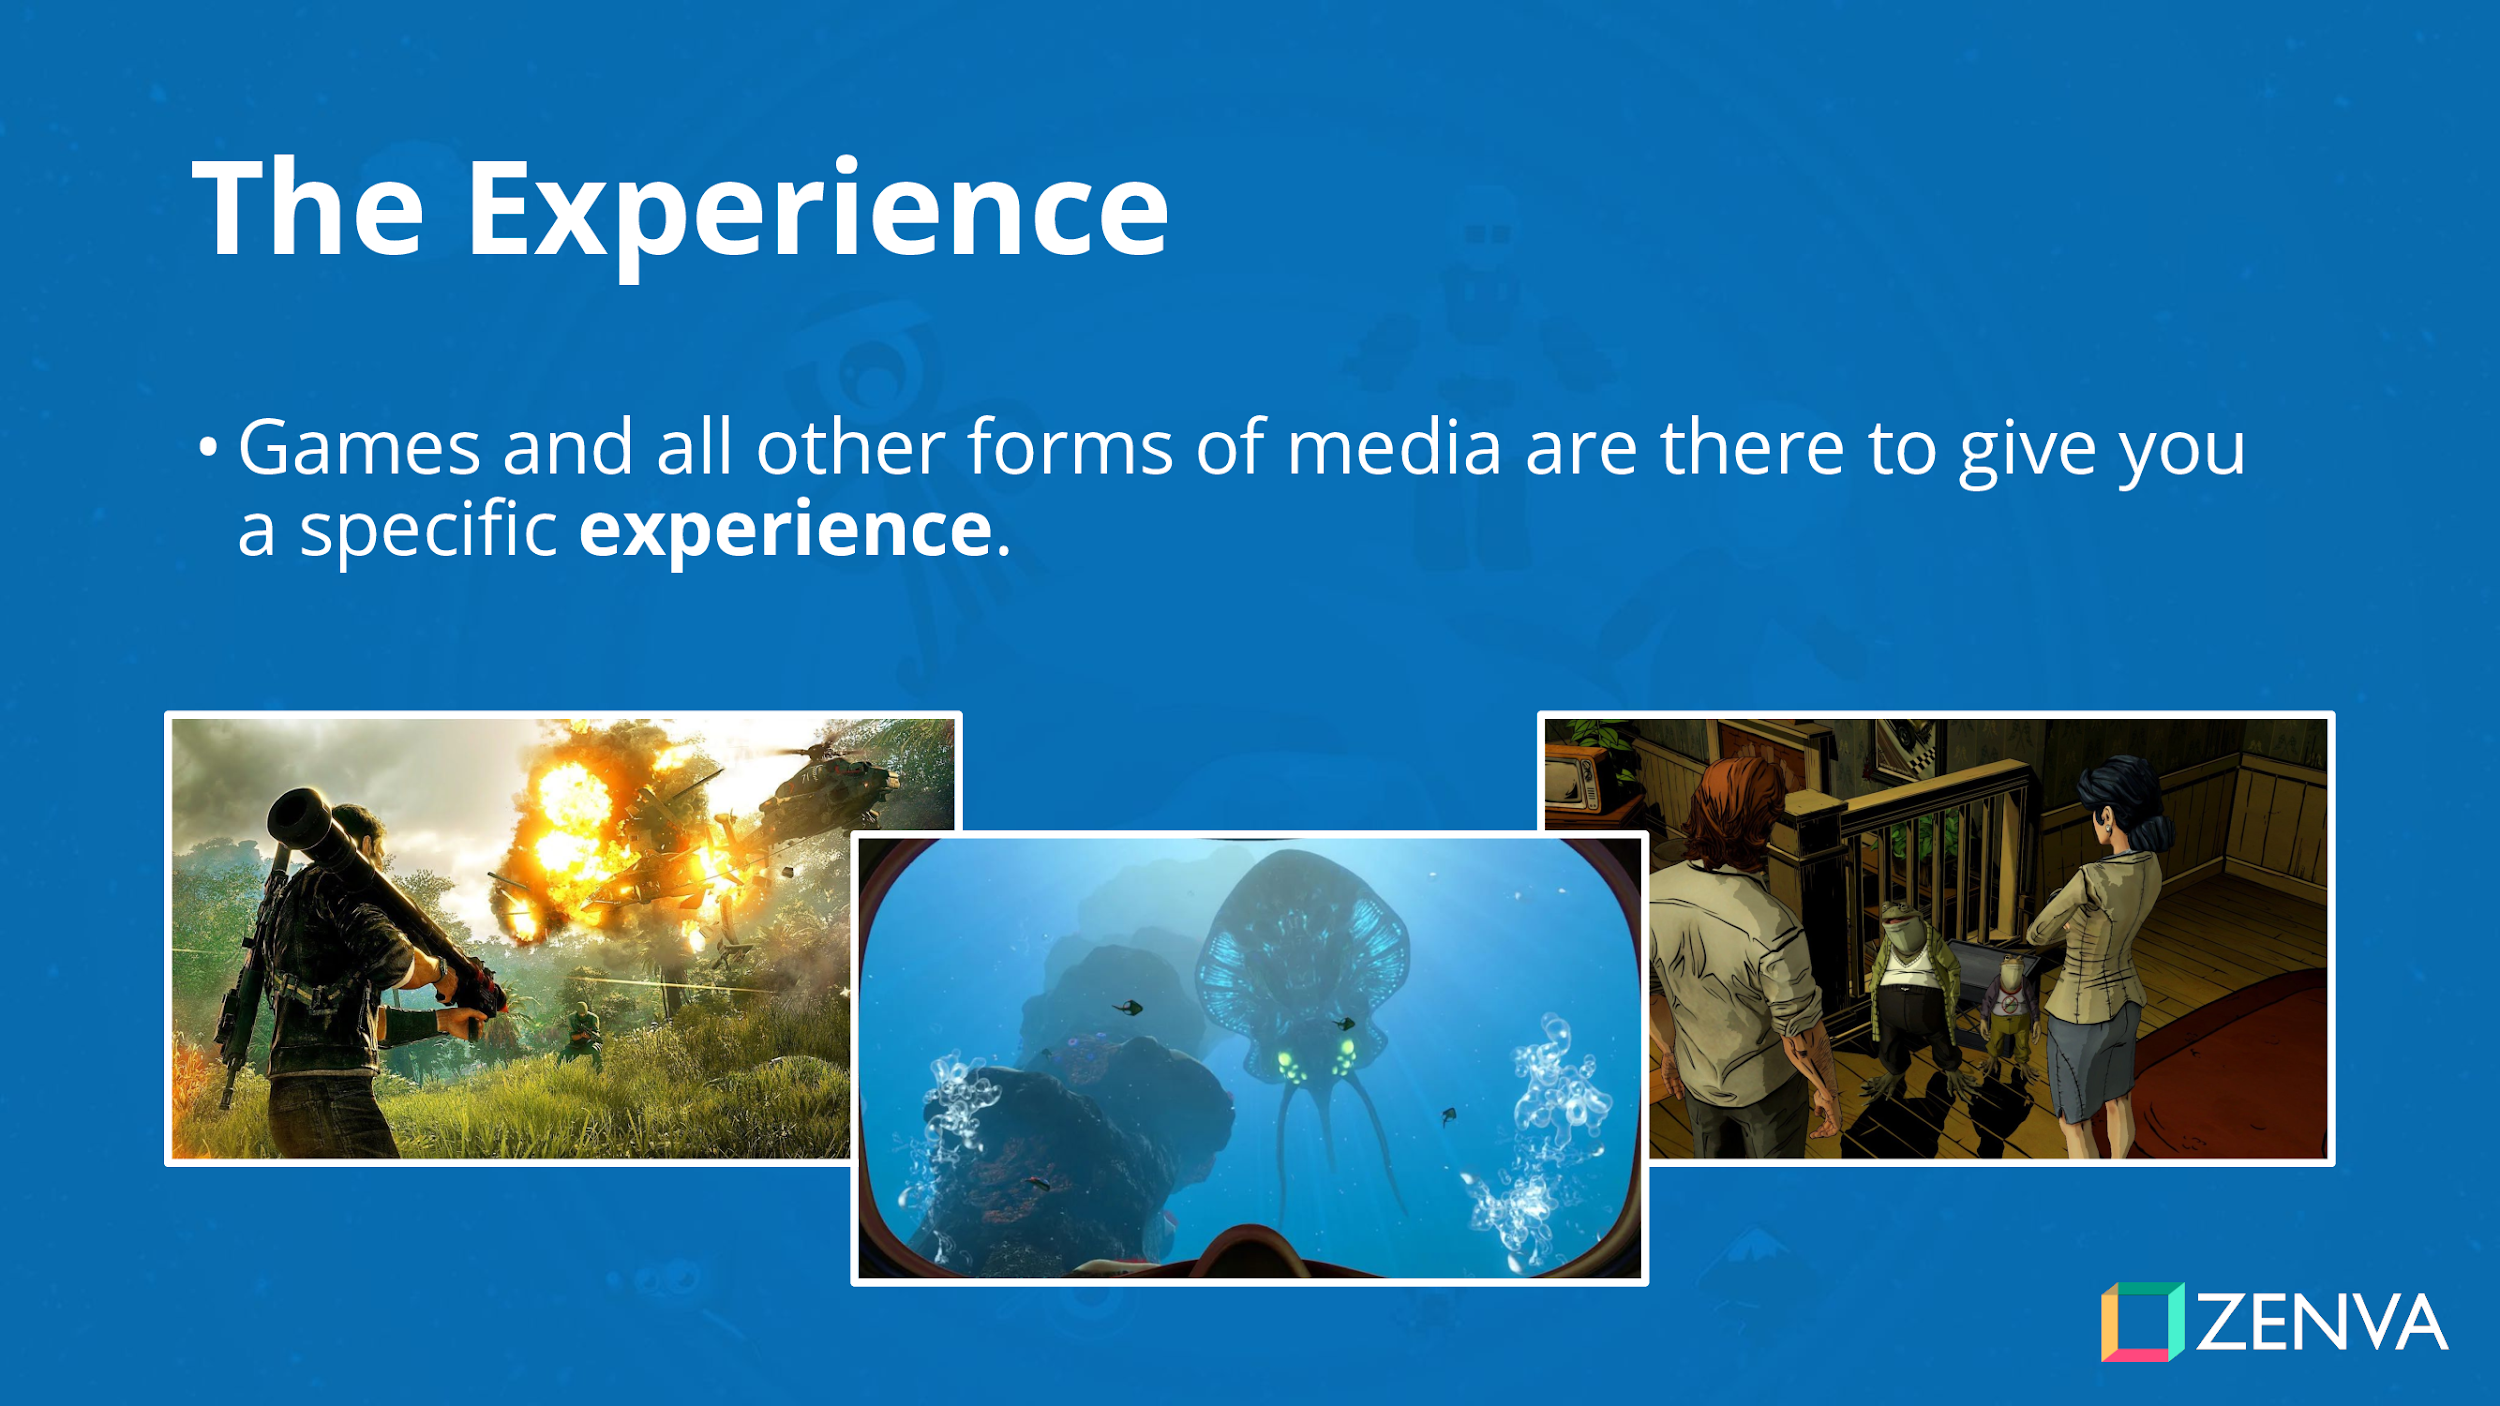 The Experience
• Games and all other forms of media are there to give you
a specific experience.
ZENVA